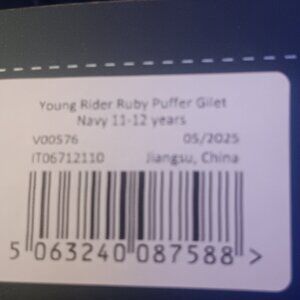 Young Rider Ruby Puffer Gilet
Navy 11-12 years
V00576 05/2025
IT06712110 Jiangsu, China
5 063240 087588 >